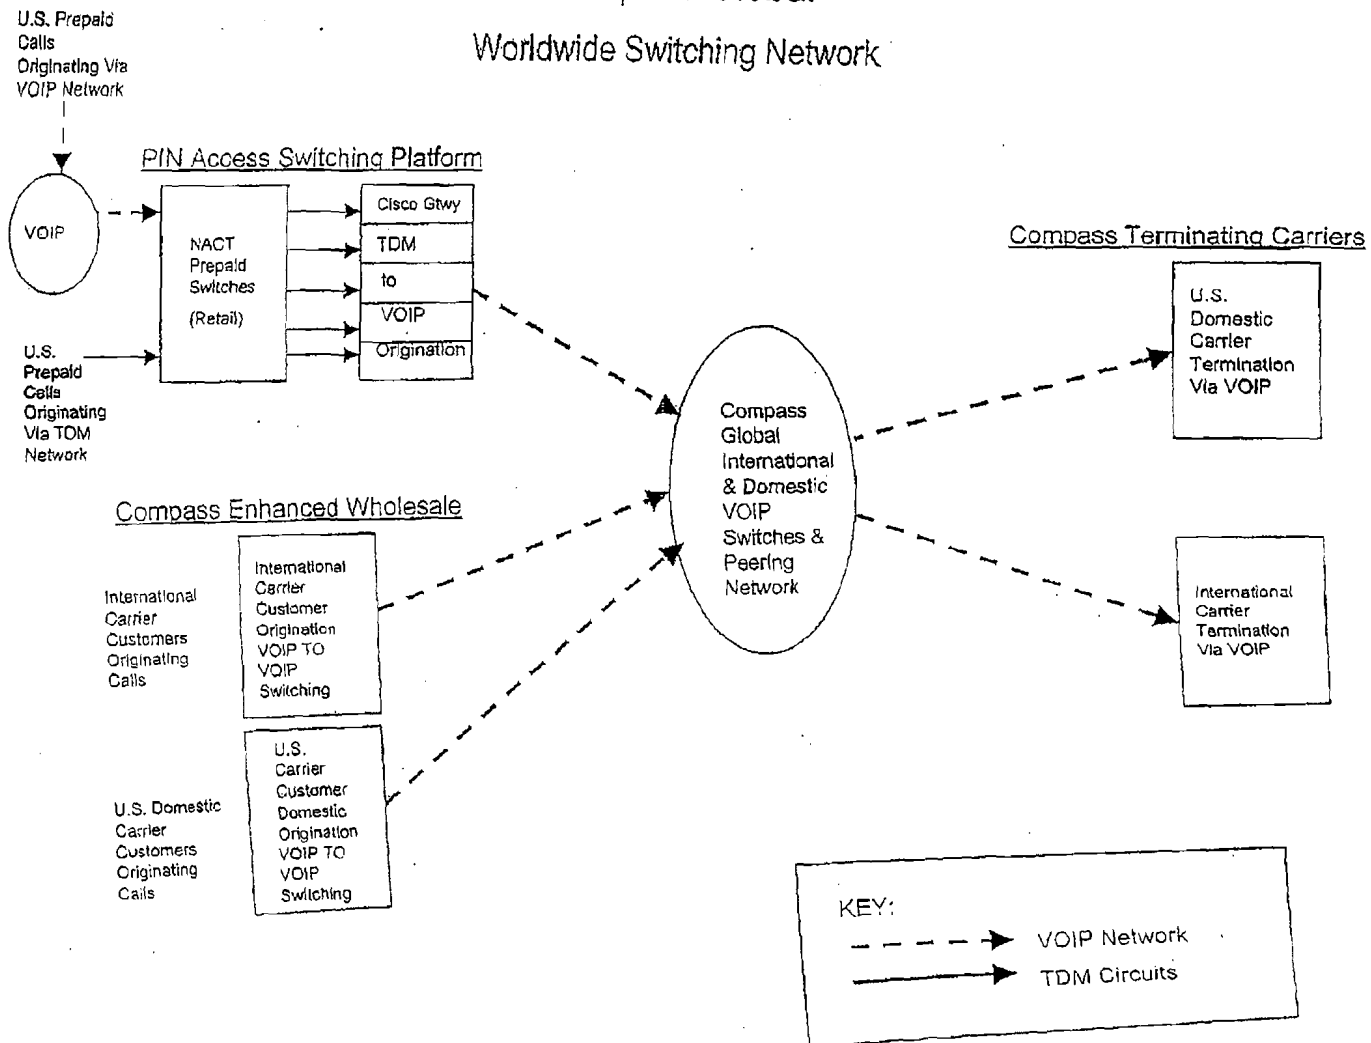 Worldwide Switching Network
U.S. Prepaid
Calls
Originating Via
VOIP Network
PIN Access Switching Platform
VOIP
NACT
Prepaid
Switches
(Retail)
Cisco Gtwy
TDM
to
VOIP
Origination
U.S.
Prepaid
Calls
Originating
Via TDM
Network
Compass Enhanced Wholesale
International
Carrier
Customers
Originating
Calls
International
Carrier
Customer
Origination
VOIP TO
VOIP
Switching
U.S. Domestic
Carrier
Customers
Originating
Calls
U.S.
Carrier
Customer
Domestic
Origination
VOIP TO
VOIP
Switching
Compass
Global
International
& Domestic
VOIP
Switches &
Peering
Network
Compass Terminating Carriers
U.S.
Domestic
Carrier
Termination
Via VOIP
International
Carrier
Termination
Via VOIP
KEY:
VOIP Network
TDM Circuits